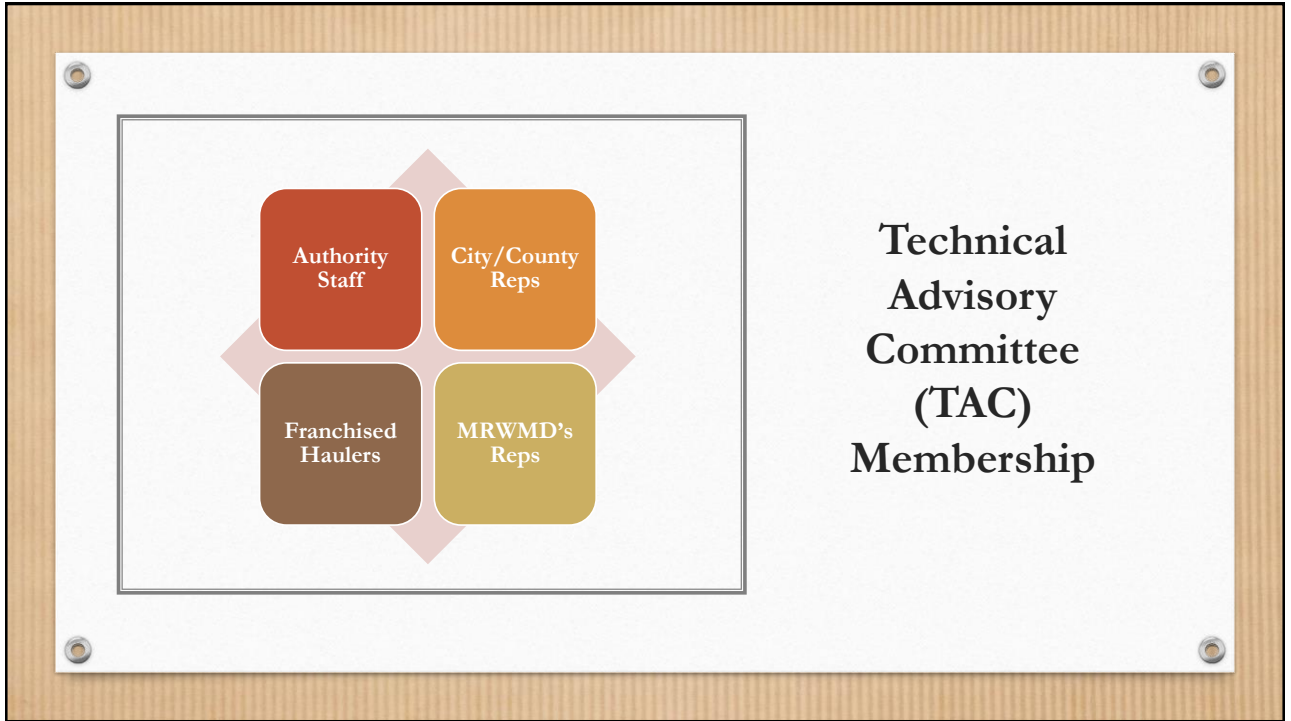 Authority
Staff
City/County
Reps
Franchised
Haulers
MRWMD's
Reps
Technical
Advisory
Committee
(TAC)
Membership